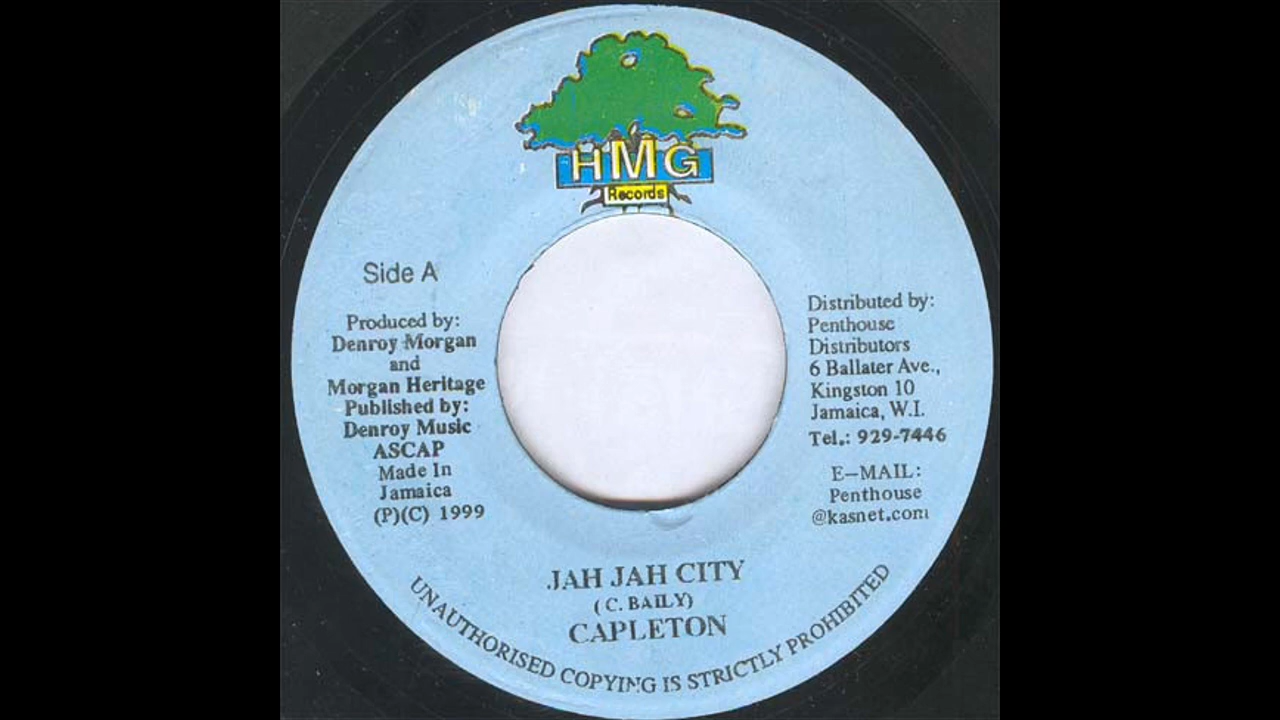 HMG
Records
Side A
Produced by:
Denroy Morgan
and
Morgan Heritage
Published by:
Denroy Music
ASCAP
Made In
Jamaica
(P)(C) 1999
Distributed by:
Penthouse
Distributors
6 Ballater Ave.,
Kingston 10
Jamaica, W.I.
Tel.: 929-7446
E-MAIL:
Penthouse
@kasnet.com
JAH JAH CITY
(C. BAILY)
CAPLETON
UNAUTHORISED COPYING IS STRICTLY PROHIBITED